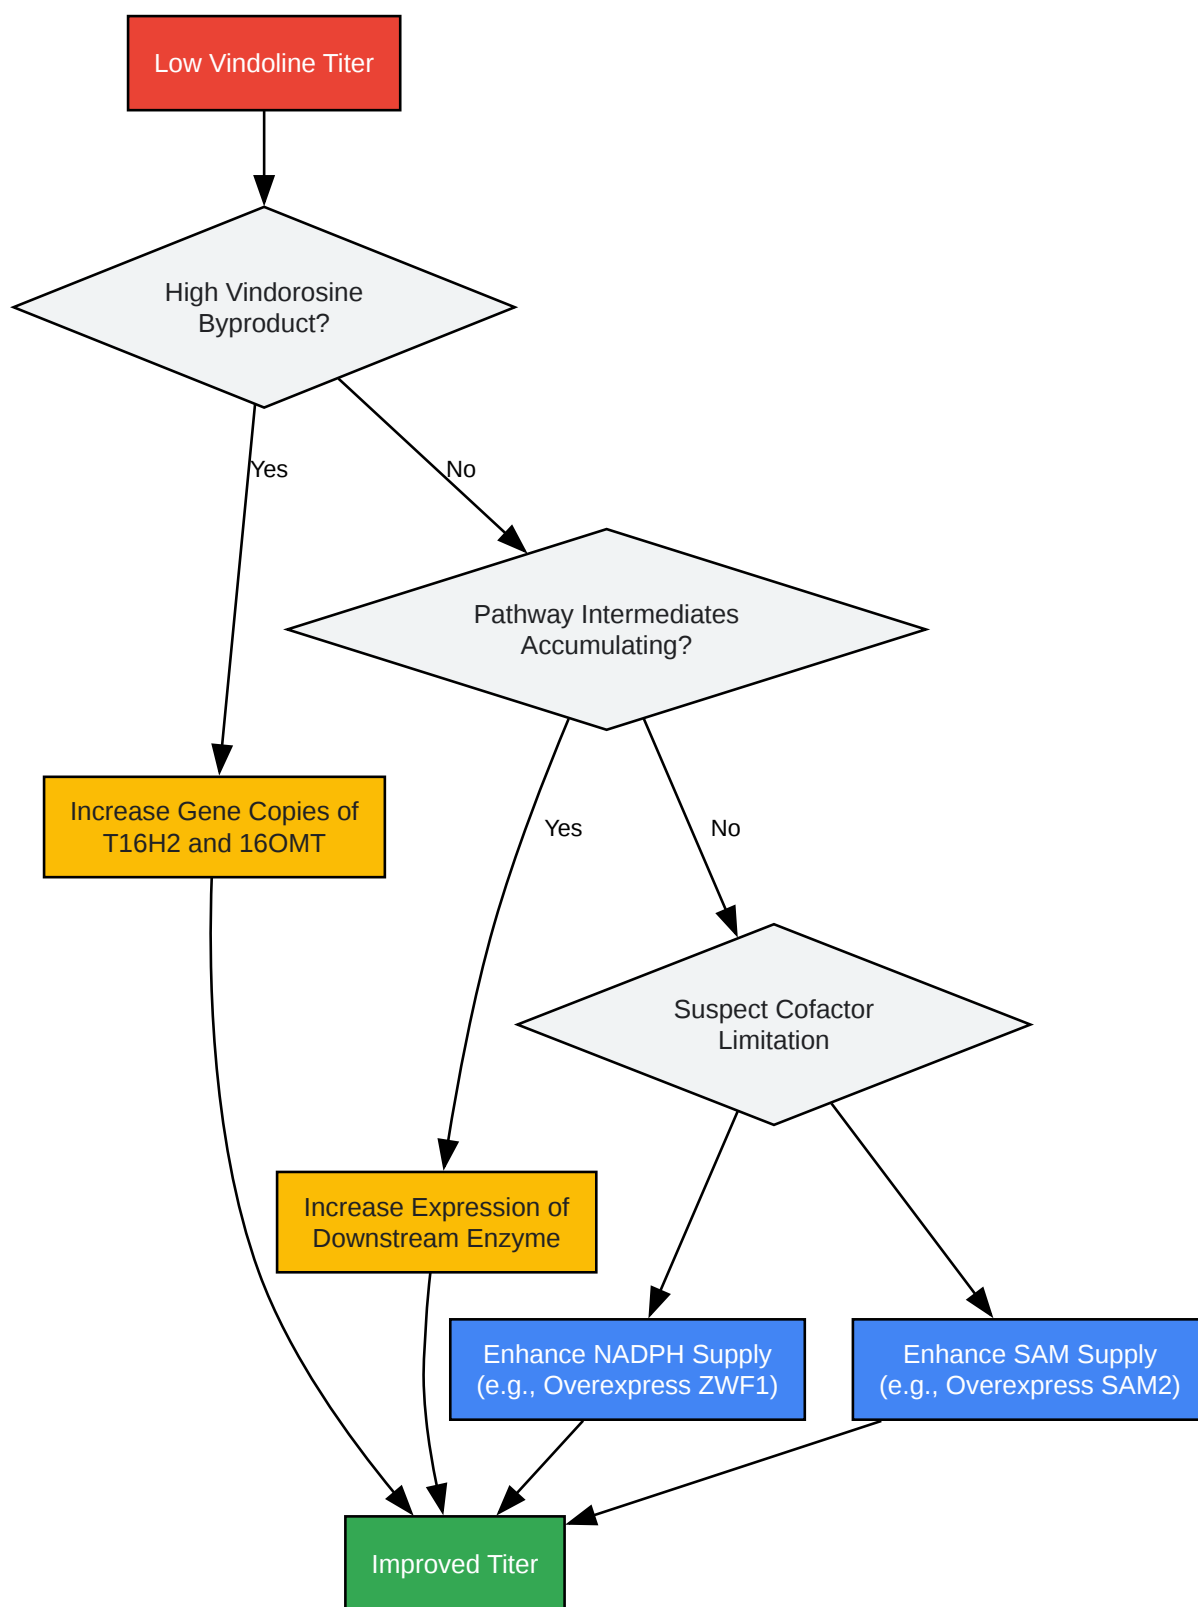 Low Vindoline Titer
High Vindorosine
Byproduct?
Yes
No
Pathway Intermediates
Accumulating?
Increase Gene Copies of
T16H2 and 16OMT
Yes
No
Suspect Cofactor
Limitation
Increase Expression of
Downstream Enzyme
Enhance NADPH Supply
(e.g., Overexpress ZWF1)
Enhance SAM Supply
(e.g., Overexpress SAM2)
Improved Titer